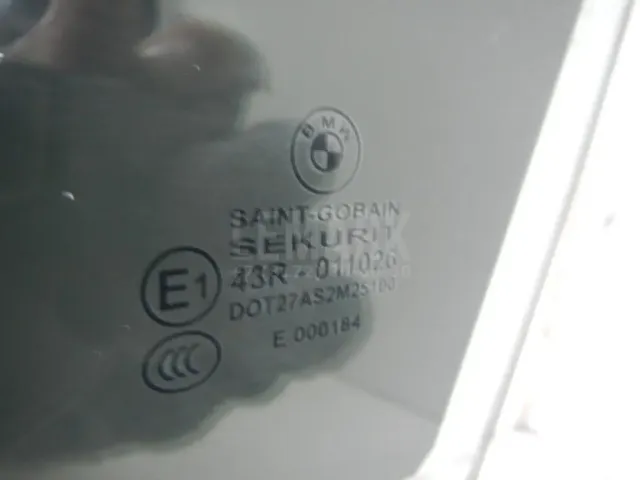 BMW
SAINT-GOBAIN
SEKURIT
43R - 011026
E1
DOT27AS2M25100
E 000184
CCC